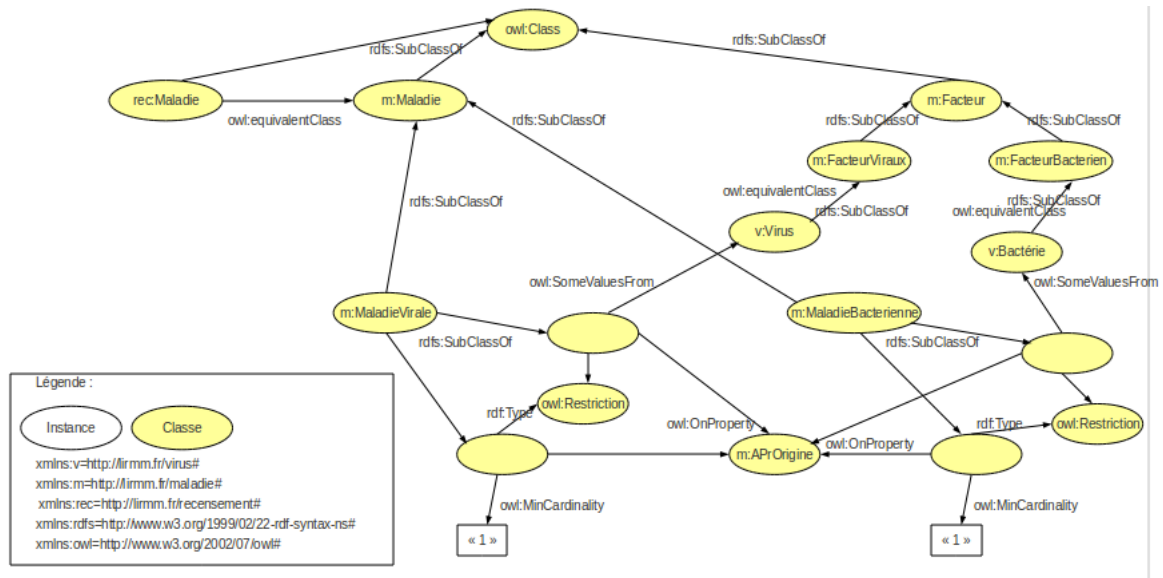 owl:Class
rdfs:SubClassOf
rdfs:SubClassOf
rec:Maladie
m:Maladie
m:Facteur
owl:equivalentClass
rdfs:SubClassOf
rdfs:SubClassOf
rdfs:SubClassOf
m:FacteurViraux
m:FacteurBacterien
owl:equivalentClass
rdfs:SubClassOf
rdfs:SubClassOf
rdfs:SubClassOf
owl:equivalentClass
v:Virus
v:Bactérie
owl:SomeValuesFrom
owl:SomeValuesFrom
m:MaladieVirale
m:MaladieBacterienne
rdfs:SubClassOf
rdfs:SubClassOf
Légende :
Instance
Classe
owl:Restriction
rdf:Type
owl:OnProperty
rdf:Type
owl:Restriction
owl:OnProperty
m:APrOrigine
xmlns:v=http://lirmm.fr/virus#
xmlns:m=http://lirmm.fr/maladie#
xmlns:rec=http://lirmm.fr/recensement#
xmlns:rdfs=http://www.w3.org/1999/02/22-rdf-syntax-ns#
xmlns:owl=http://www.w3.org/2002/07/owl#
owl:MinCardinality
owl:MinCardinality
« 1 »
« 1 »